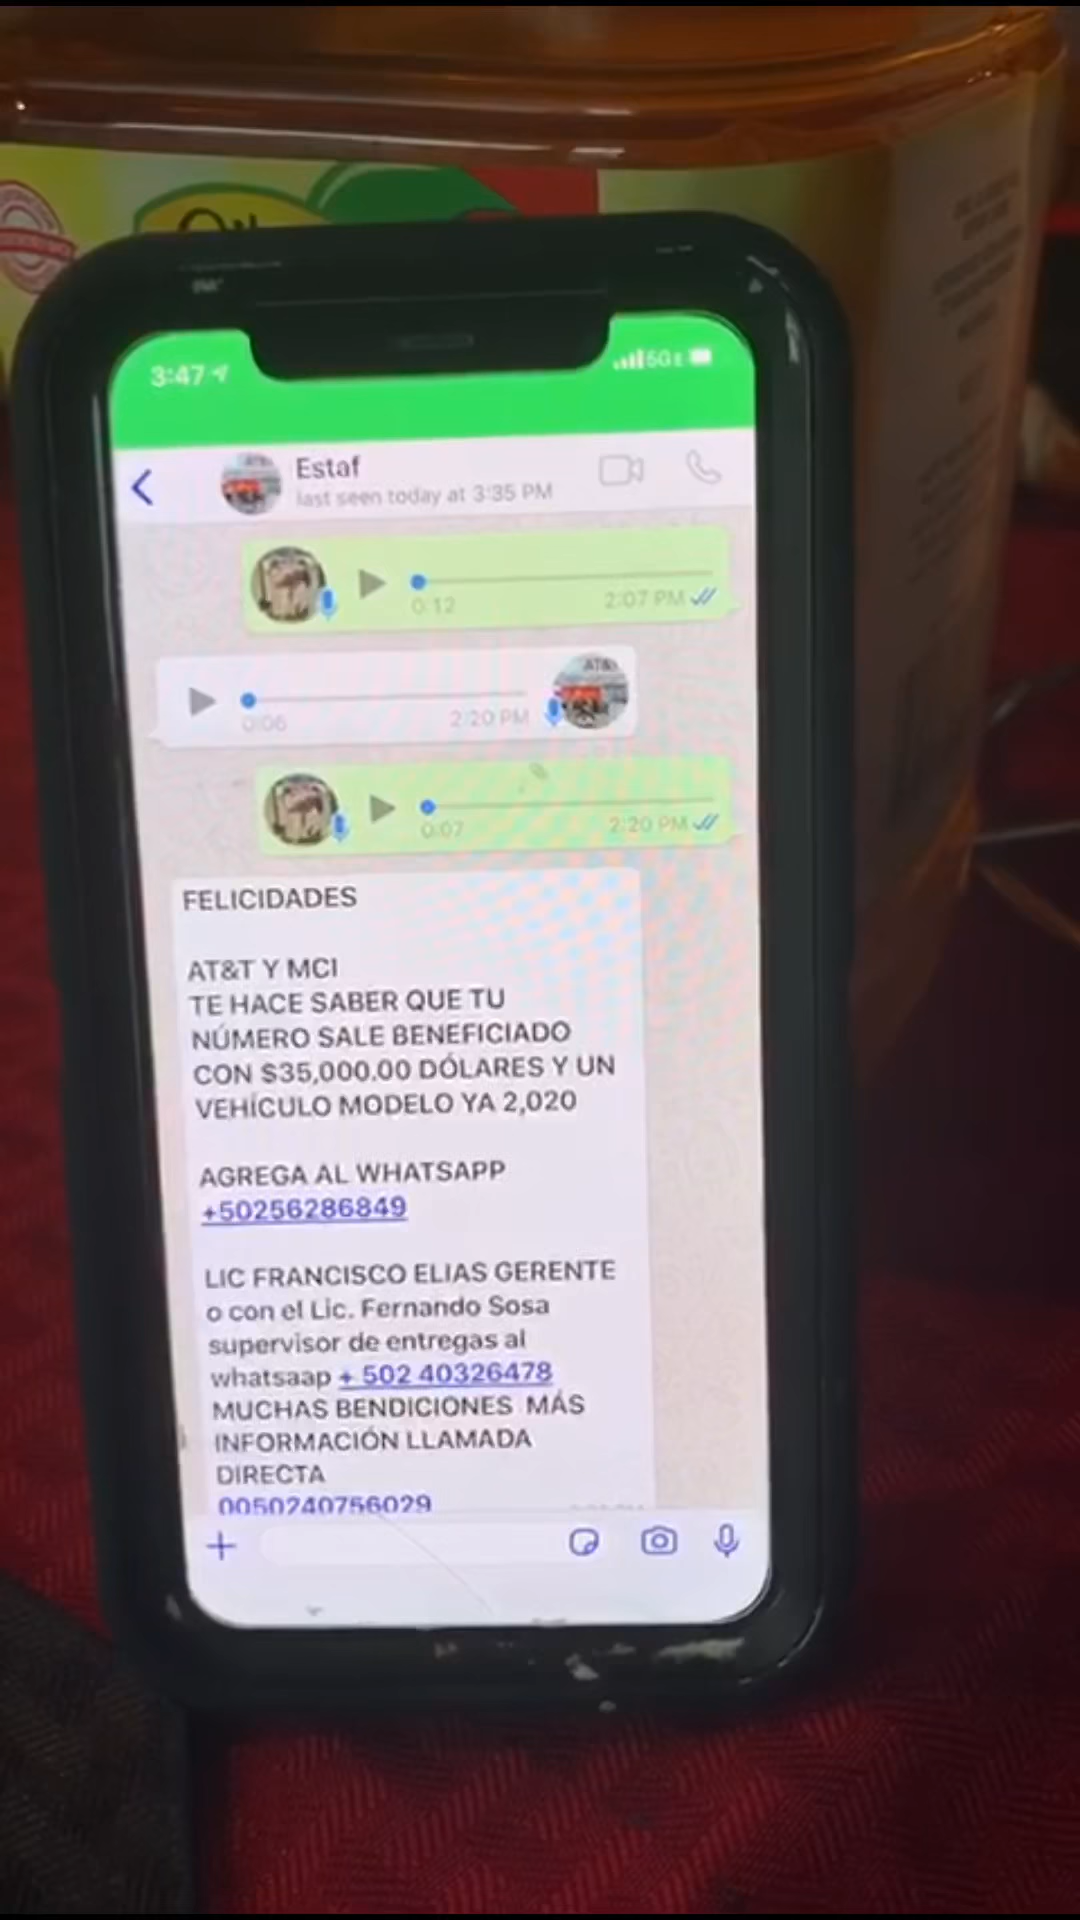 3:47
5GE
Estaf
last seen today at 3:35 PM
0:12
2:07 PM
AT&
0:06
2:20 PM
0:07
2:20 PM
FELICIDADES
AT&T Y MCI
TE HACE SABER QUE TU
NÚMERO SALE BENEFICIADO
CON $35,000.00 DÓLARES Y UN
VEHÍCULO MODELO YA 2,020
AGREGA AL WHATSAPP
+50256286849
LIC FRANCISCO ELIAS GERENTE
o con el Lic. Fernando Sosa
supervisor de entregas al
whatsaap + 502 40326478
MUCHAS BENDICIONES MÁS
INFORMACIÓN LLAMADA
DIRECTA
0050240756029